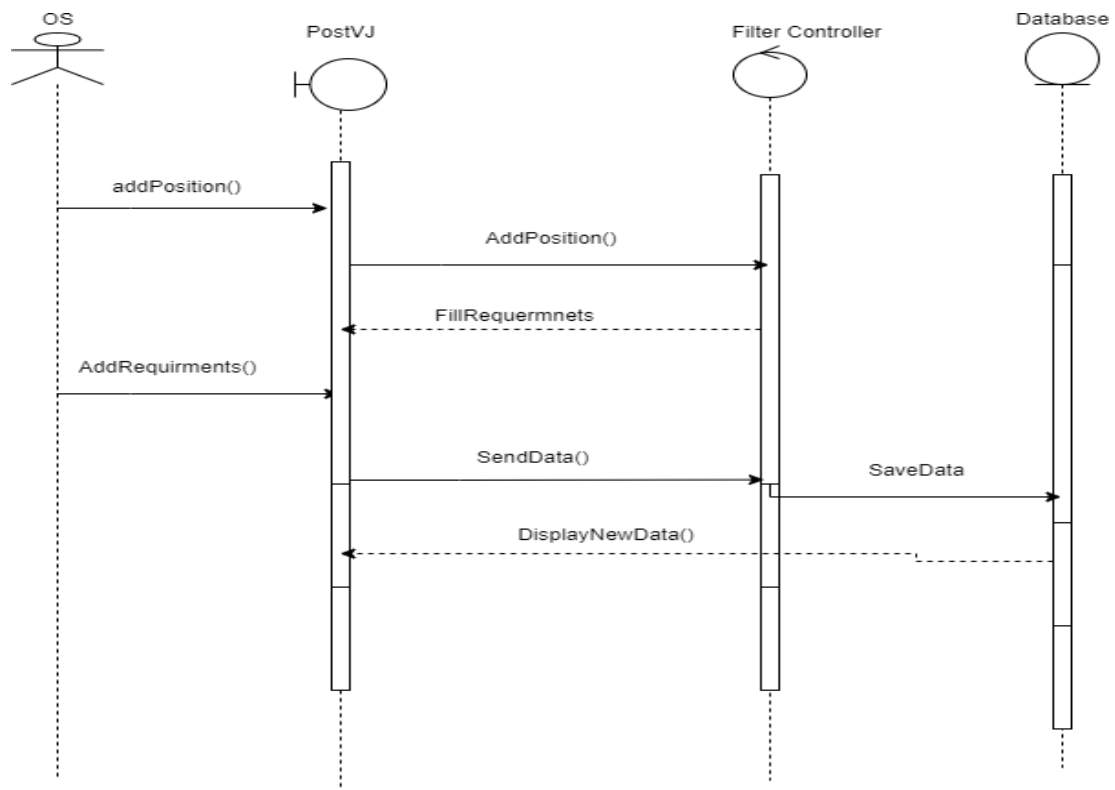 OS
PostVJ
Filter Controller
Database
addPosition()
AddPosition()
FillRequermnets
AddRequirments()
SendData()
SaveData
DisplayNewData()